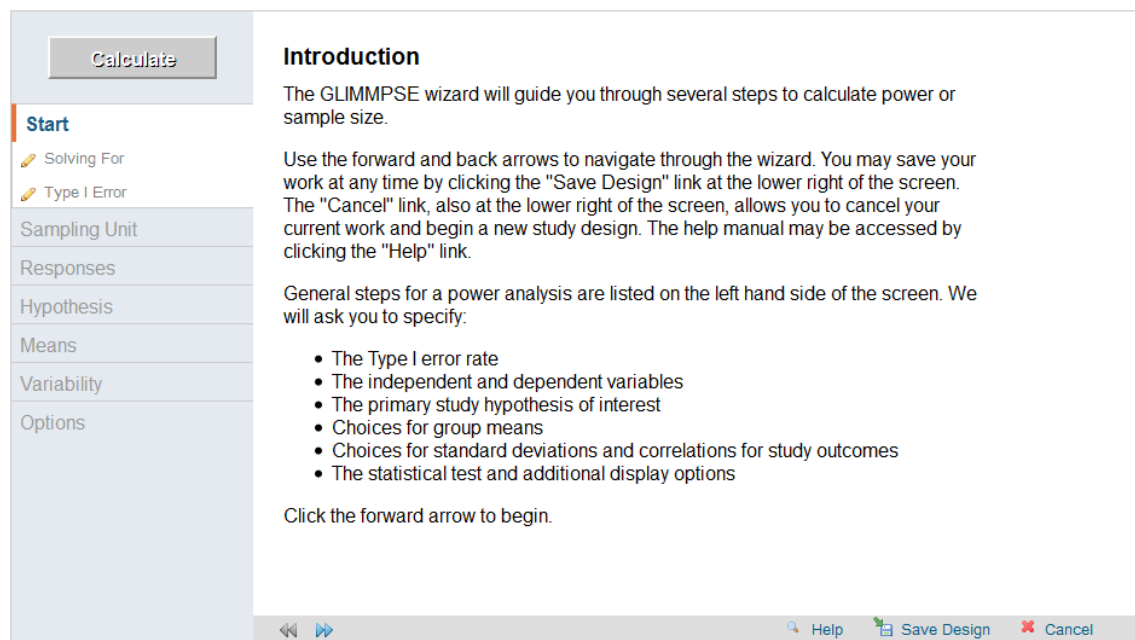 Calculate
Start
Solving For
Type I Error
Sampling Unit
Responses
Hypothesis
Means
Variability
Options
Introduction
The GLIMMPSE wizard will guide you through several steps to calculate power or
sample size.
Use the forward and back arrows to navigate through the wizard. You may save your
work at any time by clicking the "Save Design" link at the lower right of the screen.
The "Cancel" link, also at the lower right of the screen, allows you to cancel your
current work and begin a new study design. The help manual may be accessed by
clicking the "Help" link.
General steps for a power analysis are listed on the left hand side of the screen. We
will ask you to specify:
• The Type I error rate
• The independent and dependent variables
• The primary study hypothesis of interest
• Choices for group means
• Choices for standard deviations and correlations for study outcomes
• The statistical test and additional display options
Click the forward arrow to begin.
Help Save Design Cancel